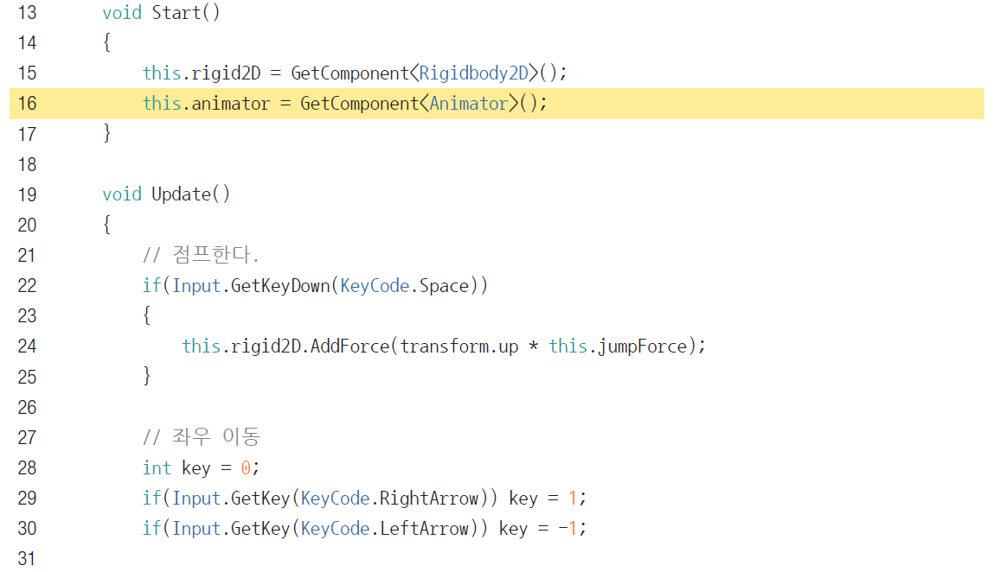 13 void Start()
14 {
15 this.rigid2D = GetComponent<Rigidbody2D>();
16 this.animator = GetComponent<Animator>();
17 }
18
19 void Update()
20 {
21 // 점프한다.
22 if(Input.GetKeyDown(KeyCode.Space))
23 {
24 this.rigid2D.AddForce(transform.up * this.jumpForce);
25 }
26
27 // 좌우 이동
28 int key = 0;
29 if(Input.GetKey(KeyCode.RightArrow)) key = 1;
30 if(Input.GetKey(KeyCode.LeftArrow)) key = -1;
31